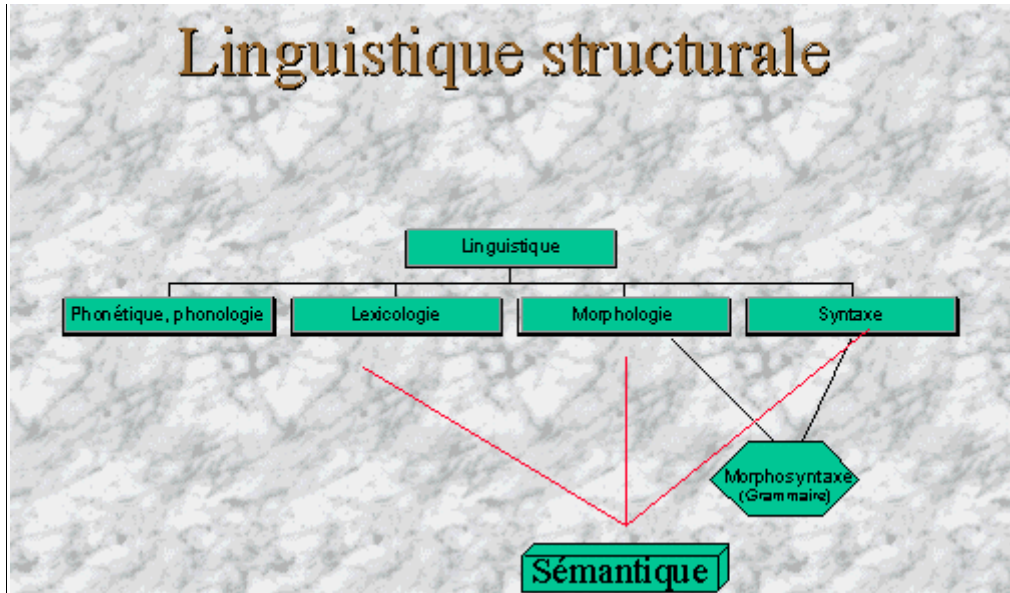 Linguistique structurale
Linguistique
Phonétique, phonologie
Lexicologie
Morphologie
Syntaxe
Morphosyntaxe
(Grammaire)
Sémantique